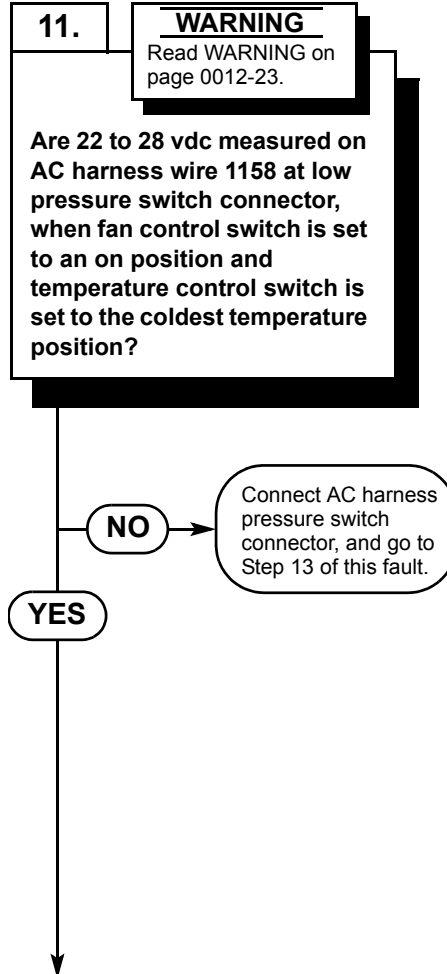 11.
WARNING
Read WARNING on
page 0012-23.
Are 22 to 28 vdc measured on
AC harness wire 1158 at low
pressure switch connector,
when fan control switch is set
to an on position and
temperature control switch is
set to the coldest temperature
position?
NO
Connect AC harness
pressure switch
connector, and go to
Step 13 of this fault.
YES